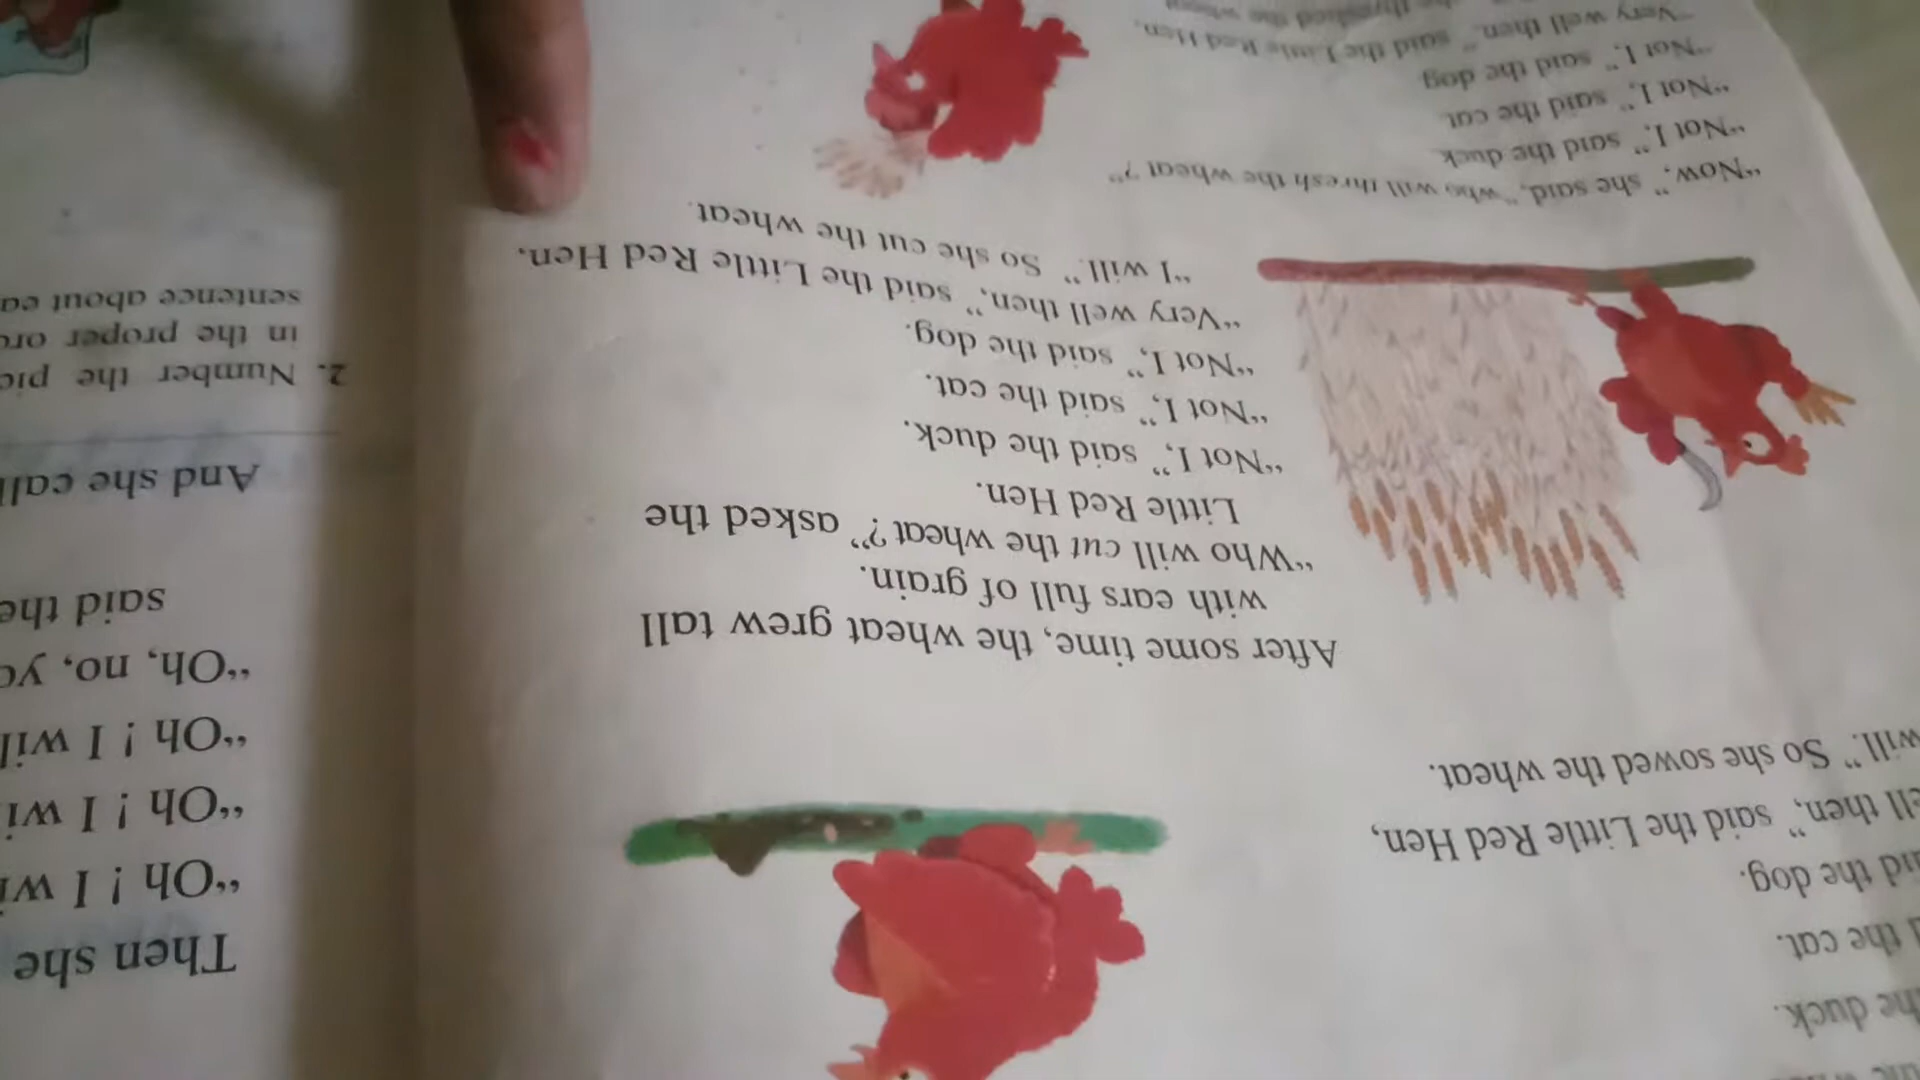 he duck.
the cat.
the dog.
then,” said the Little Red Hen,
will.” So she sowed the wheat.
After some time, the wheat grew tall
with ears full of grain.
“Who will cut the wheat ?” asked the
Little Red Hen.
“Not I,” said the duck.
“Not I,” said the cat.
“Not I,” said the dog.
“Very well then,” said the Little Red Hen,
“I will.” So she cut the wheat.
“Now,” she said, “who will thresh the wheat ?”
“Not I,” said the duck
“Not I,” said the cat
“Not I,” said the dog
“Very well then,” said the Little Red Hen,
Then she
“Oh ! I wi
“Oh ! I wi
“Oh ! I wil
“Oh, no, yo
said the
And she call
2. Number the pic
in the proper ord
sentence about ea